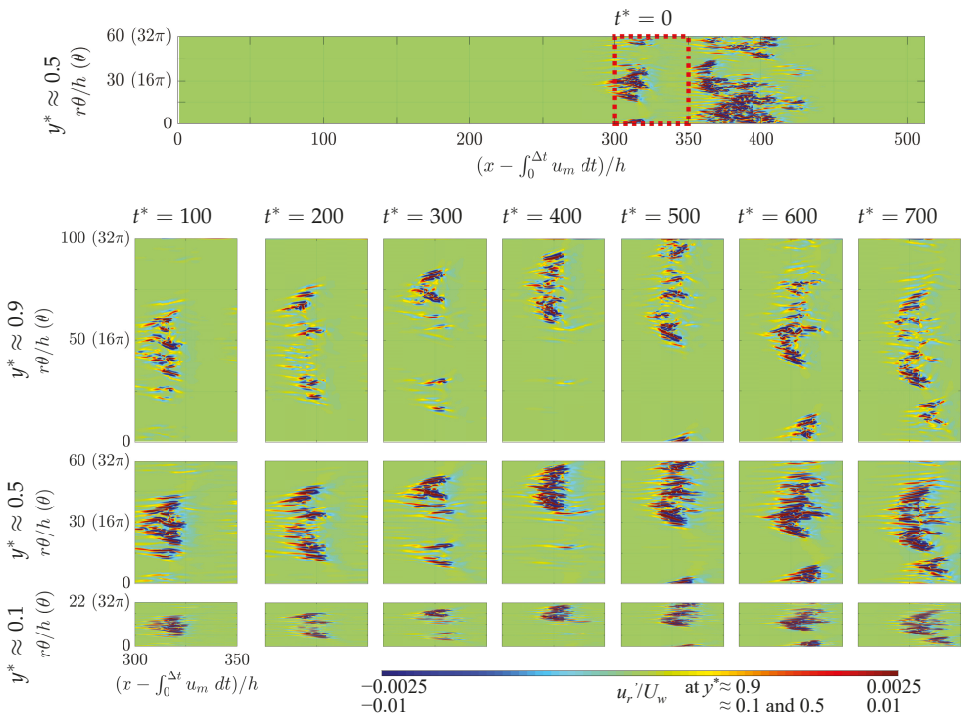 t* = 0
y* ≈ 0.5
rθ/h (θ)
60 (32π)
30 (16π)
0
0 100 200 300 350 400 500
(x − ∫₀^Δt u_m dt)/h
t* = 100 t* = 200 t* = 300 t* = 400 t* = 500 t* = 600 t* = 700
y* ≈ 0.9
rθ/h (θ)
100 (32π)
50 (16π)
0
y* ≈ 0.5
rθ/h (θ)
60 (32π)
30 (16π)
0
y* ≈ 0.1
rθ/h (θ)
22 (32π)
0
300 350
(x − ∫₀^Δt u_m dt)/h
−0.0025 u_r′/U_w at y* ≈ 0.9 0.0025
−0.01 ≈ 0.1 and 0.5 0.01